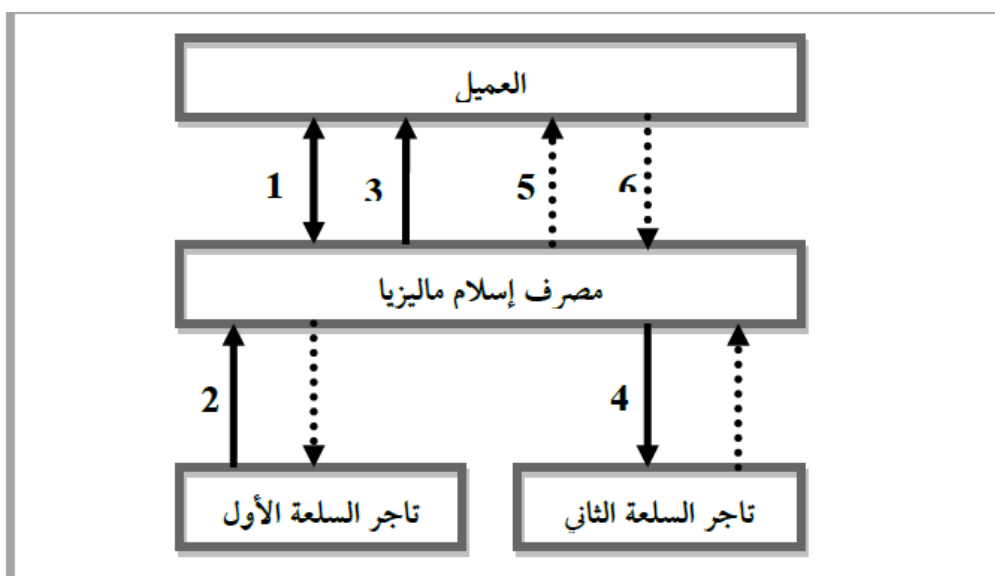 العميل
1 3 5 6
مصرف إسلام ماليزيا
2 4
تاجر السلعة الأول
تاجر السلعة الثاني